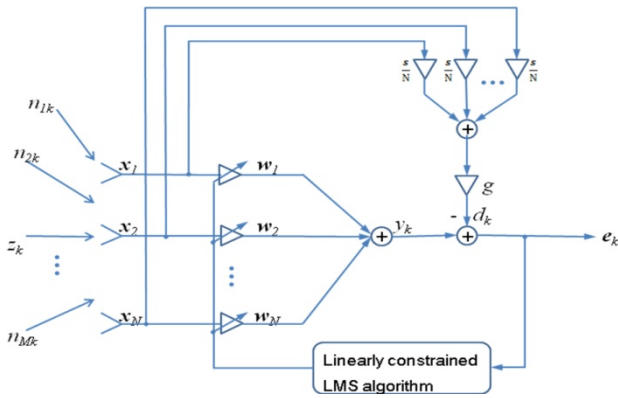 s/N s/N s/N
...
n1k
n2k
x1 w1
g
- dk
zk x2 w2 yk ek
xN wN
nMk
Linearly constrained
LMS algorithm